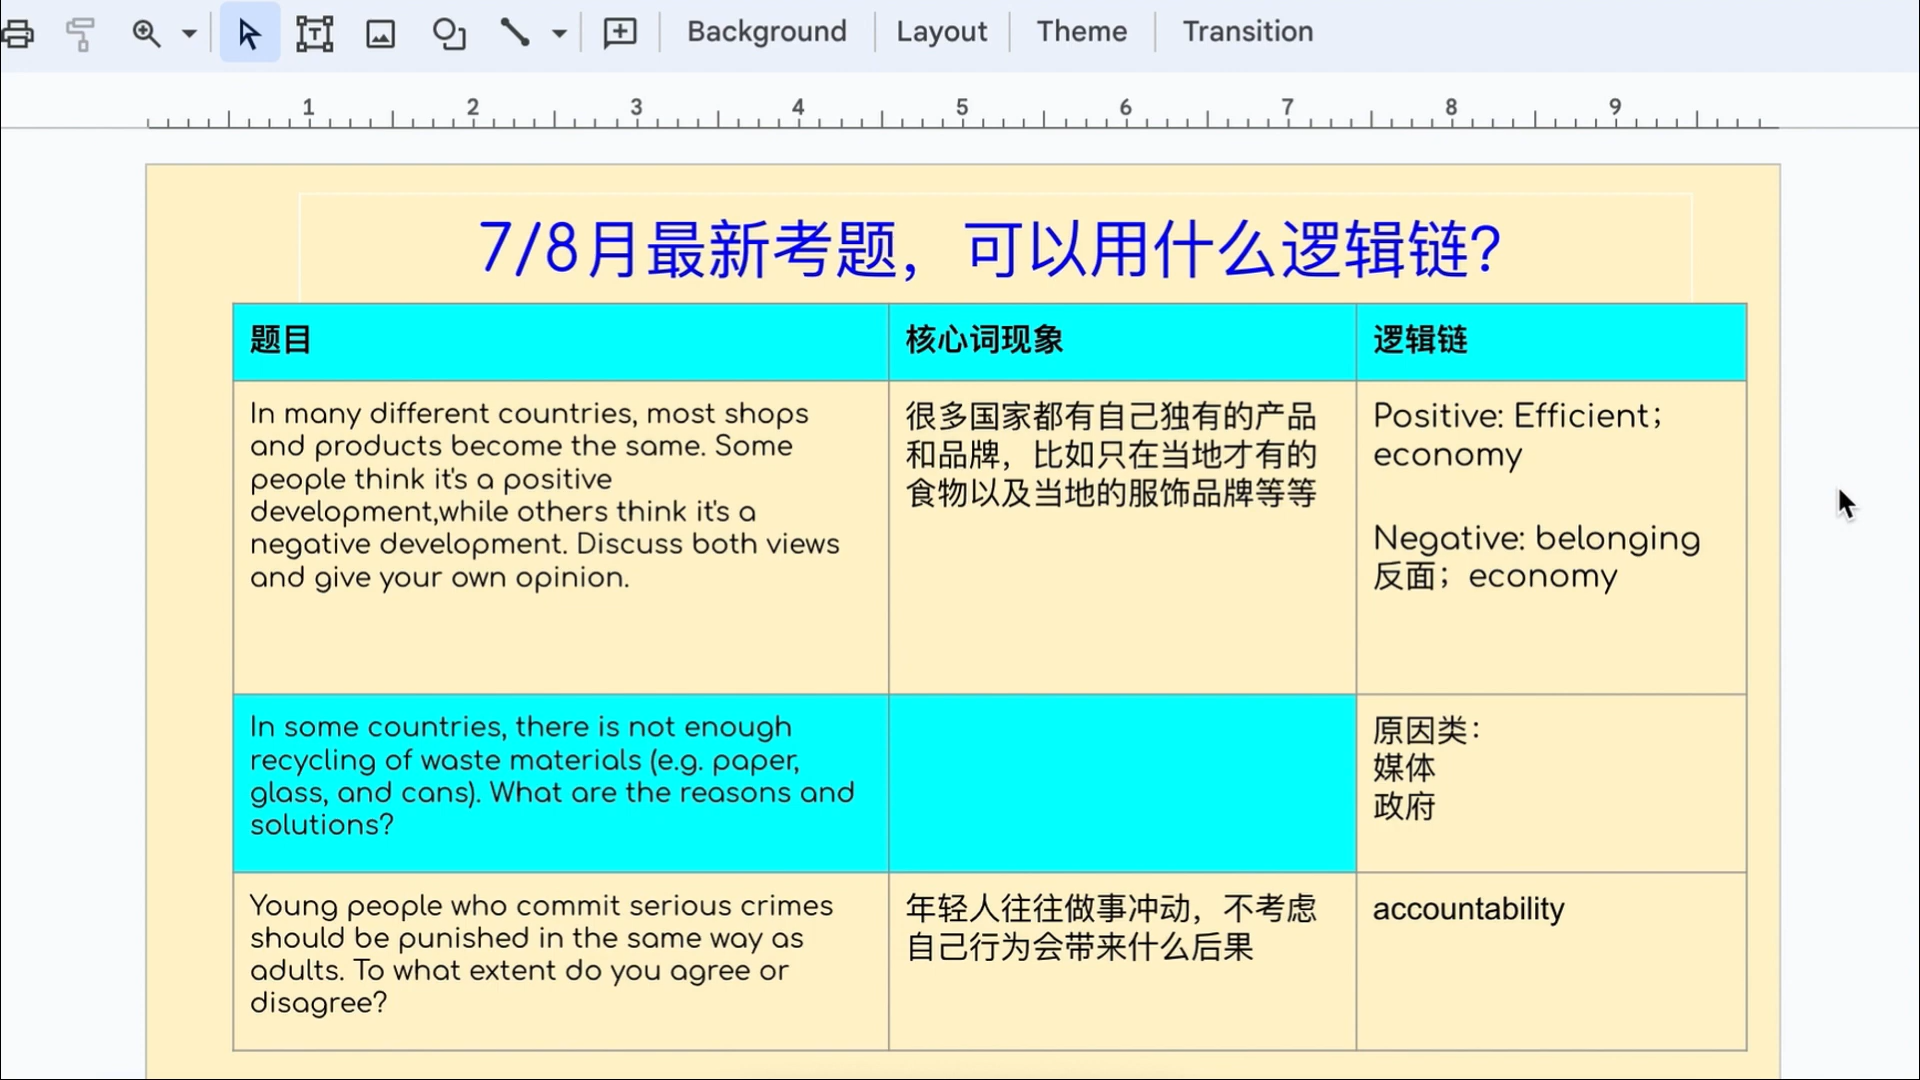 Background
Layout
Theme
Transition
1 2 3 4 5 6 7 8 9
7/8月最新考题，可以用什么逻辑链?
题目
核心词现象
逻辑链
In many different countries, most shops
and products become the same. Some
people think it's a positive
development,while others think it's a
negative development. Discuss both views
and give your own opinion.
很多国家都有自己独有的产品
和品牌，比如只在当地才有的
食物以及当地的服饰品牌等等
Positive: Efficient；
economy
Negative: belonging
反面；economy
In some countries, there is not enough
recycling of waste materials (e.g. paper,
glass, and cans). What are the reasons and
solutions?
原因类：
媒体
政府
Young people who commit serious crimes
should be punished in the same way as
adults. To what extent do you agree or
disagree?
年轻人往往做事冲动，不考虑
自己行为会带来什么后果
accountability